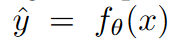 ŷ = f_θ(x)